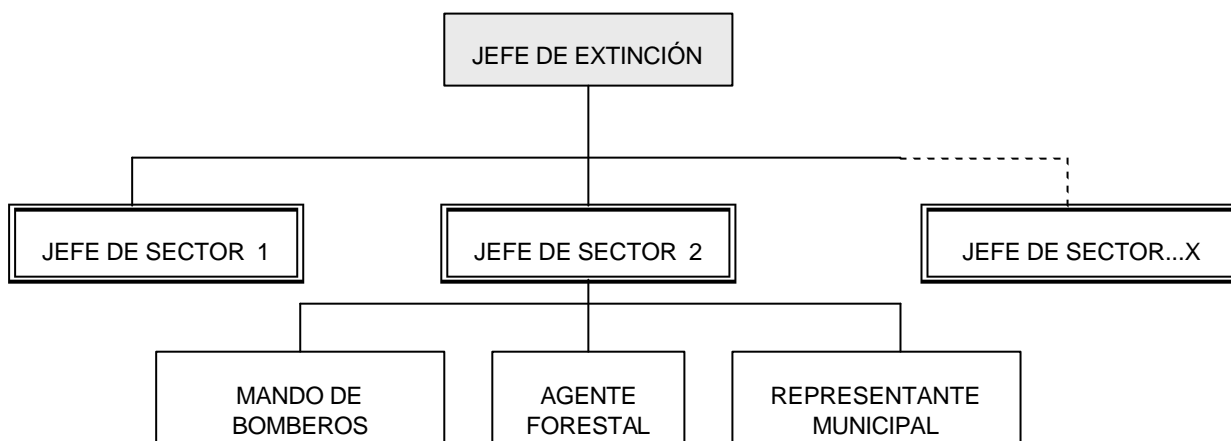 JEFE DE EXTINCIÓN
JEFE DE SECTOR 1
JEFE DE SECTOR 2
JEFE DE SECTOR...X
MANDO DE
BOMBEROS
AGENTE
FORESTAL
REPRESENTANTE
MUNICIPAL